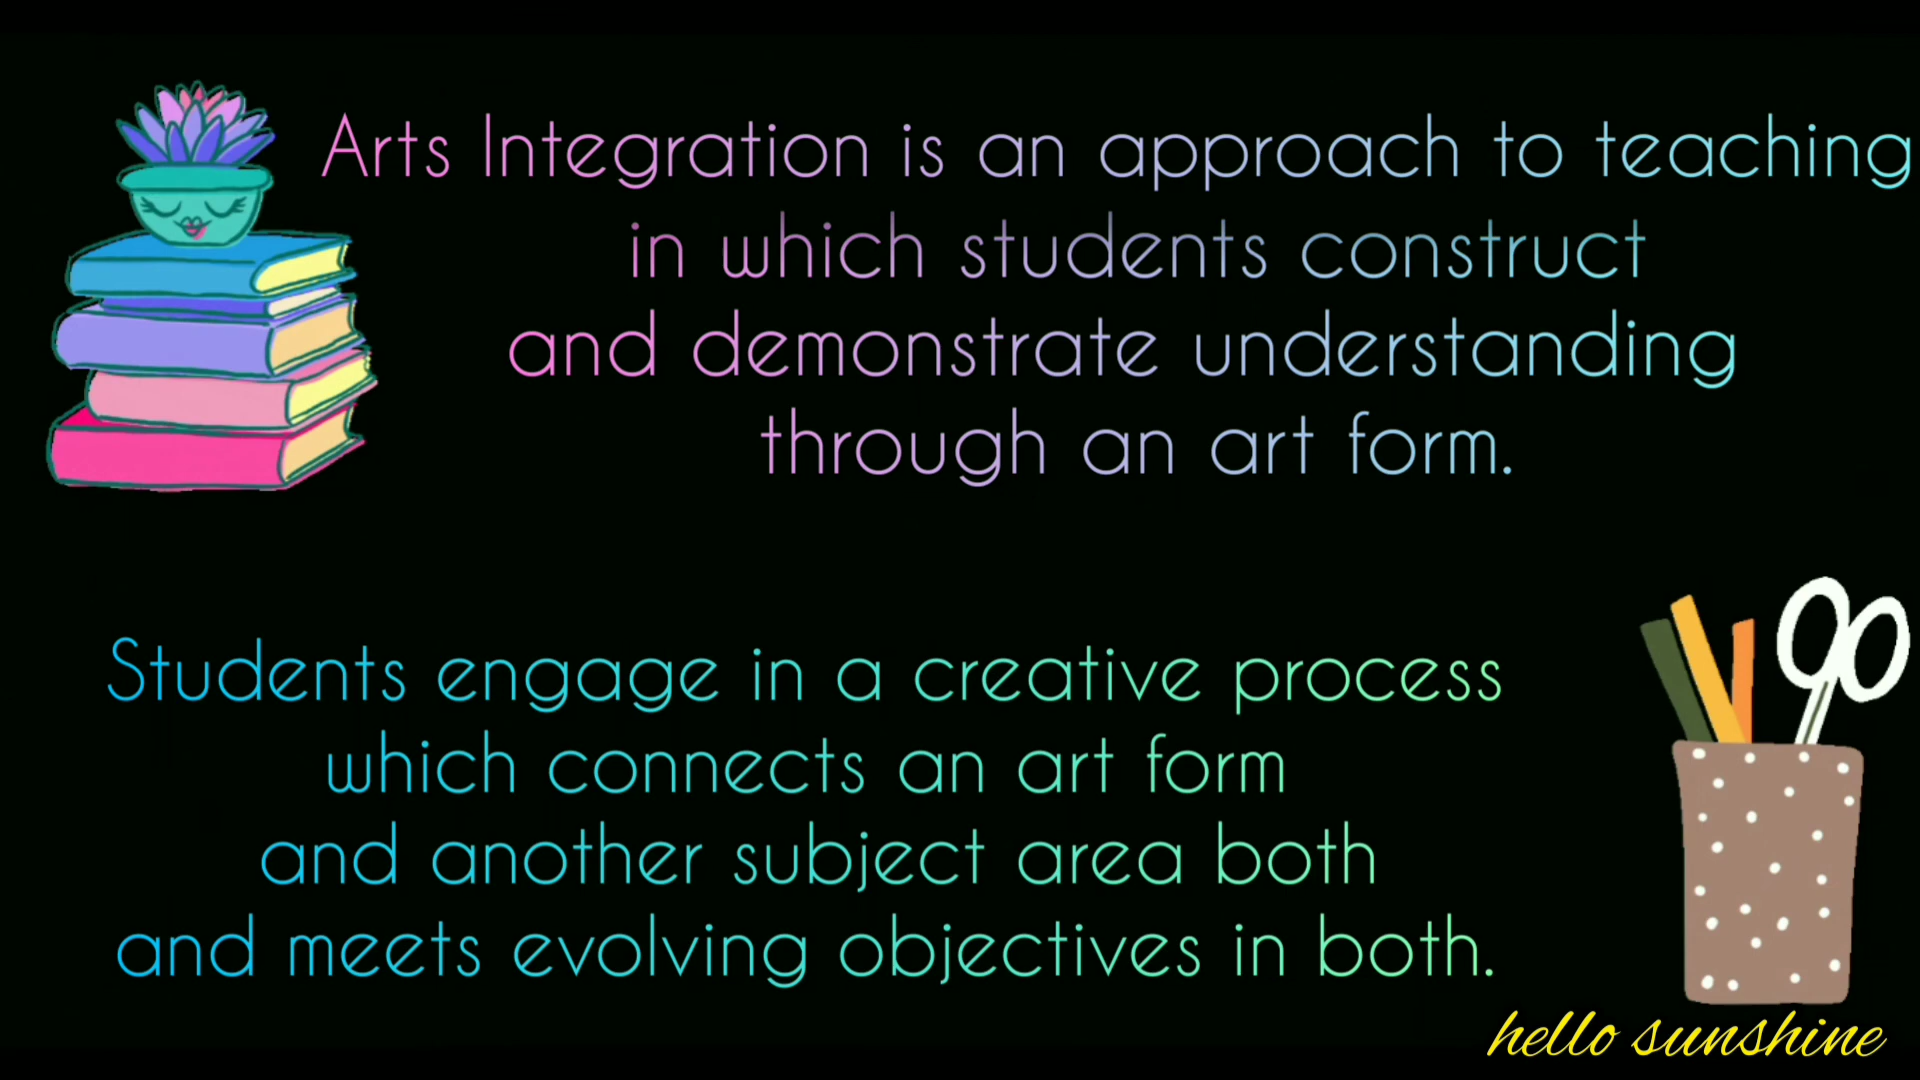 Arts Integration is an approach to teaching
in which students construct
and demonstrate understanding
through an art form.
Students engage in a creative process
which connects an art form
and another subject area both
and meets evolving objectives in both.
hello sunshine